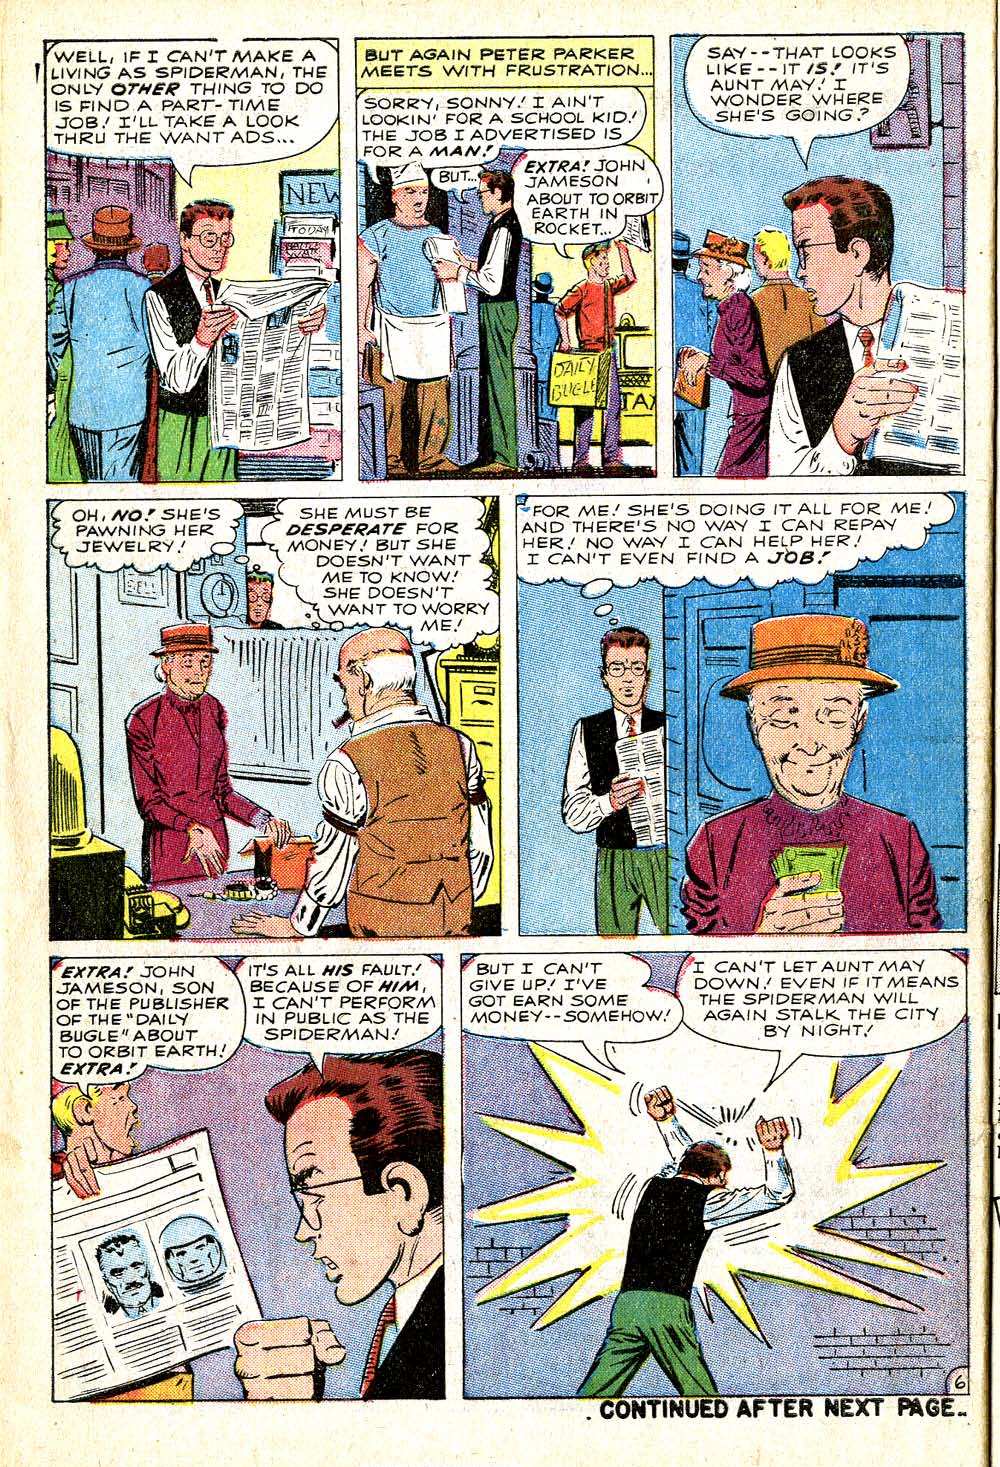 WELL, IF I CAN'T MAKE A
LIVING AS SPIDERMAN, THE
ONLY OTHER THING TO DO
IS FIND A PART-TIME
JOB! I'LL TAKE A LOOK
THRU THE WANT ADS...
NEW
TODAY
BUT AGAIN PETER PARKER
MEETS WITH FRUSTRATION...
SORRY, SONNY! I AIN'T
LOOKIN' FOR A SCHOOL KID!
THE JOB I ADVERTISED IS
FOR A MAN!
BUT...
EXTRA! JOHN
JAMESON
ABOUT TO ORBIT
EARTH IN
ROCKET...
DAILY
BUGLE
TAX
SAY--THAT LOOKS
LIKE--IT IS! IT'S
AUNT MAY! I
WONDER WHERE
SHE'S GOING?
OH, NO! SHE'S
PAWNING HER
JEWELRY!
SHE MUST BE
DESPERATE FOR
MONEY! BUT SHE
DOESN'T WANT
ME TO KNOW!
SHE DOESN'T
WANT TO WORRY
ME!
SELL
FOR ME! SHE'S DOING IT ALL FOR ME!
AND THERE'S NO WAY I CAN REPAY
HER! NO WAY I CAN HELP HER!
I CAN'T EVEN FIND A JOB!
EXTRA! JOHN
JAMESON, SON
OF THE PUBLISHER
OF THE "DAILY
BUGLE" ABOUT
TO ORBIT EARTH!
EXTRA!
IT'S ALL HIS FAULT!
BECAUSE OF HIM,
I CAN'T PERFORM
IN PUBLIC AS THE
SPIDERMAN!
BUT I CAN'T
GIVE UP! I'VE
GOT EARN SOME
MONEY--SOMEHOW!
I CAN'T LET AUNT MAY
DOWN! EVEN IF IT MEANS
THE SPIDERMAN WILL
AGAIN STALK THE CITY
BY NIGHT!
6
. CONTINUED AFTER NEXT PAGE..